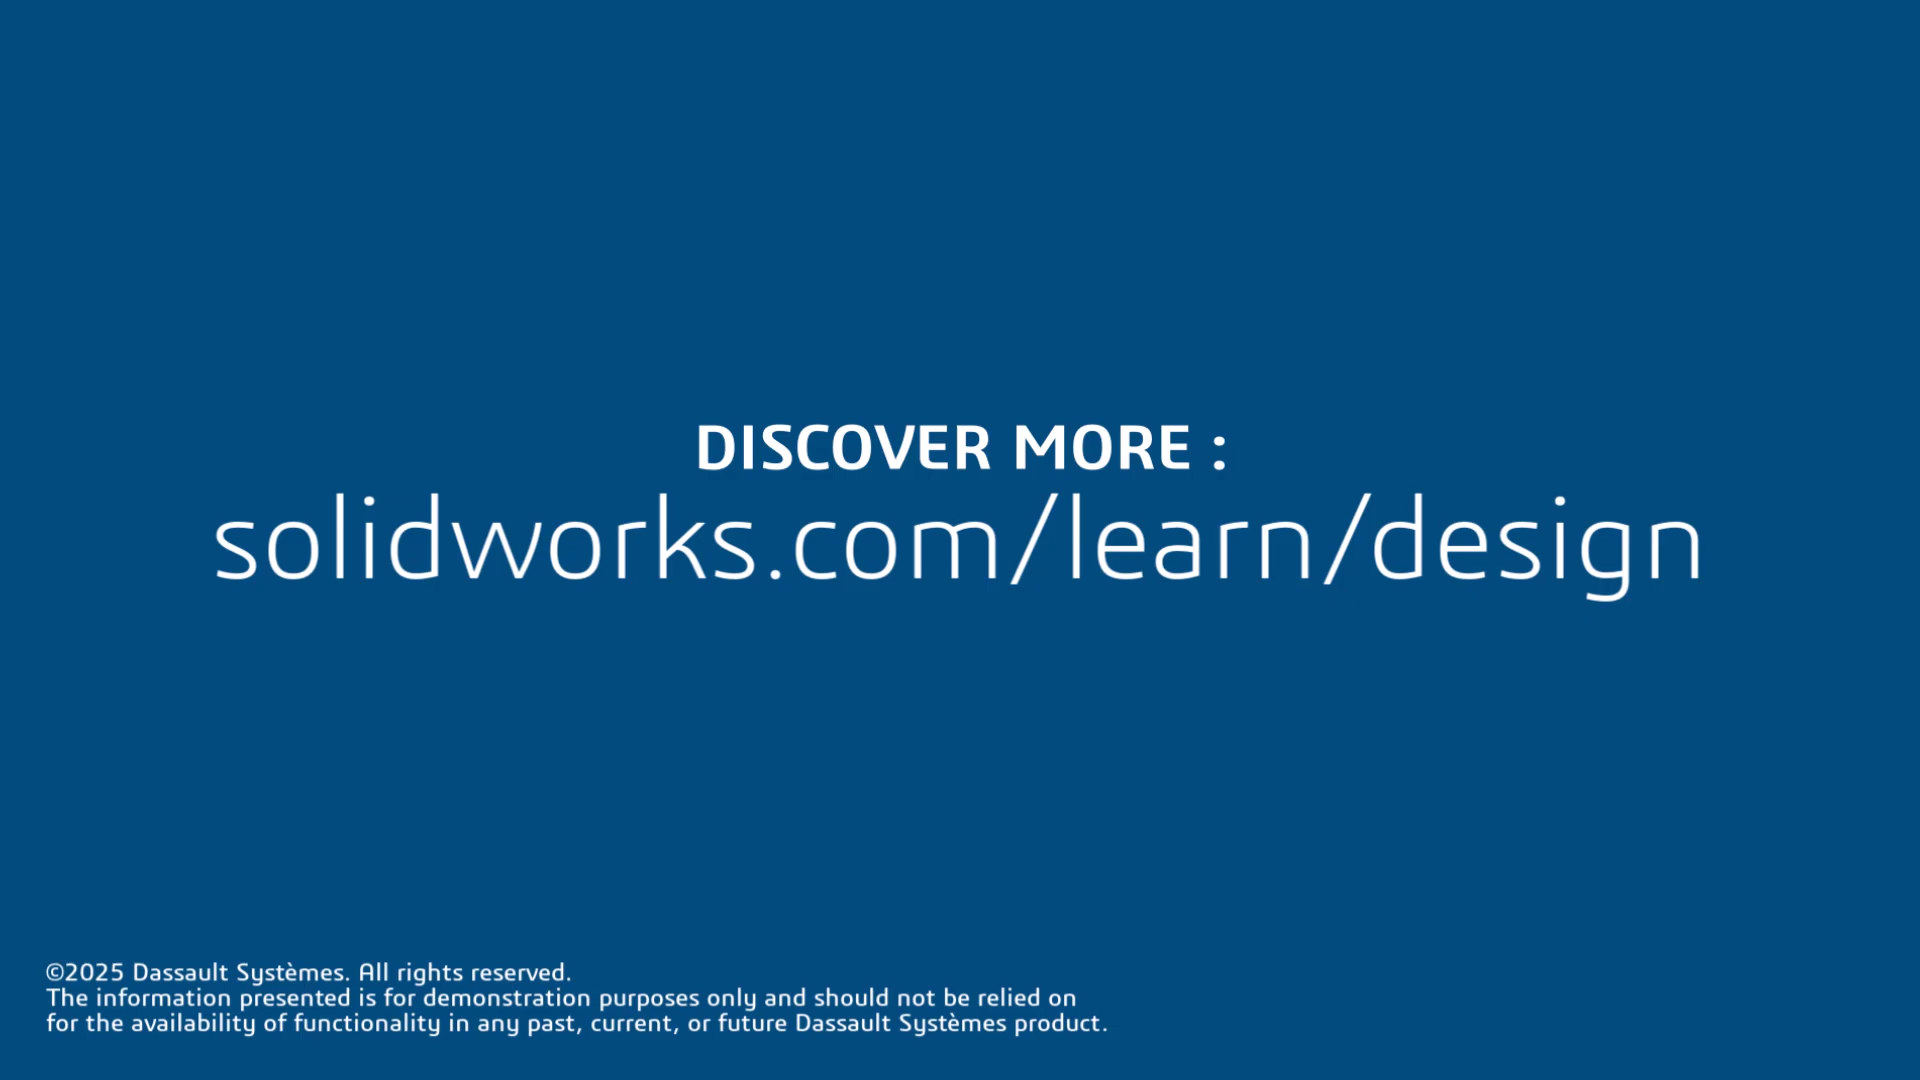 DISCOVER MORE :
solidworks.com/learn/design
©2025 Dassault Systèmes. All rights reserved.
The information presented is for demonstration purposes only and should not be relied on
for the availability of functionality in any past, current, or future Dassault Systèmes product.